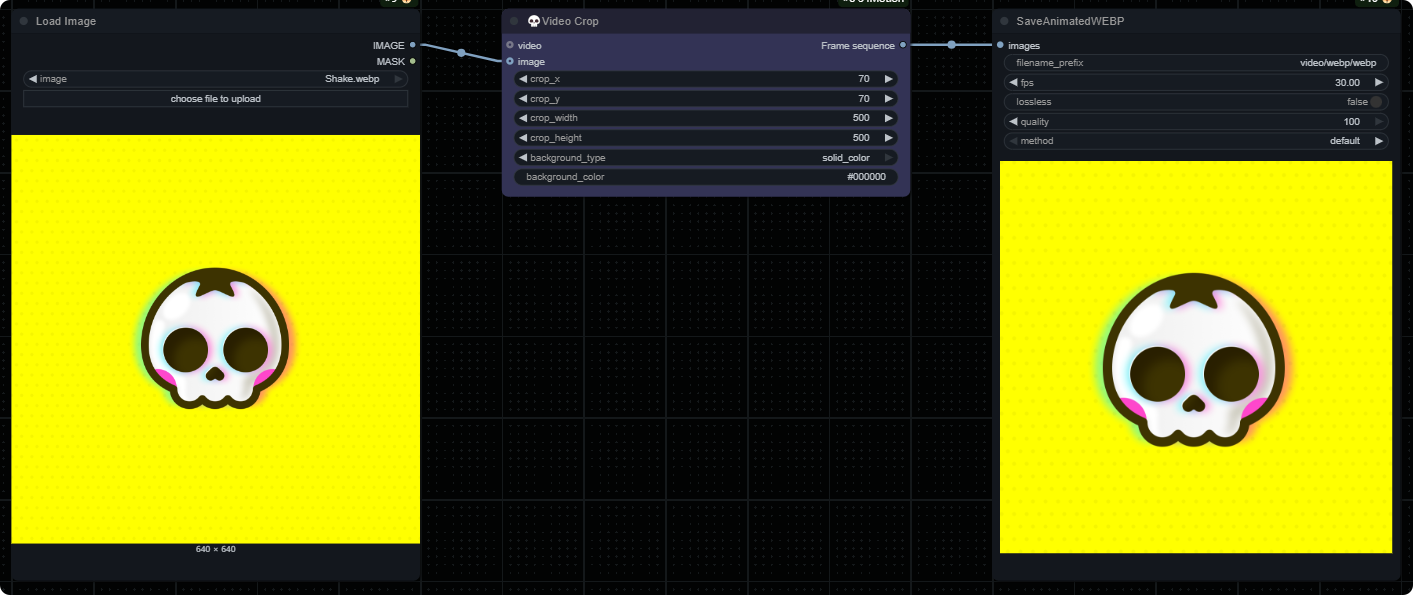 Load Image
IMAGE
MASK
image Shake.webp
choose file to upload
640 × 640
Video Crop
video Frame sequence
image
crop_x 70
crop_y 70
crop_width 500
crop_height 500
background_type solid_color
background_color #000000
SaveAnimatedWEBP
images
filename_prefix video/webp/webp
fps 30.00
lossless false
quality 100
method default